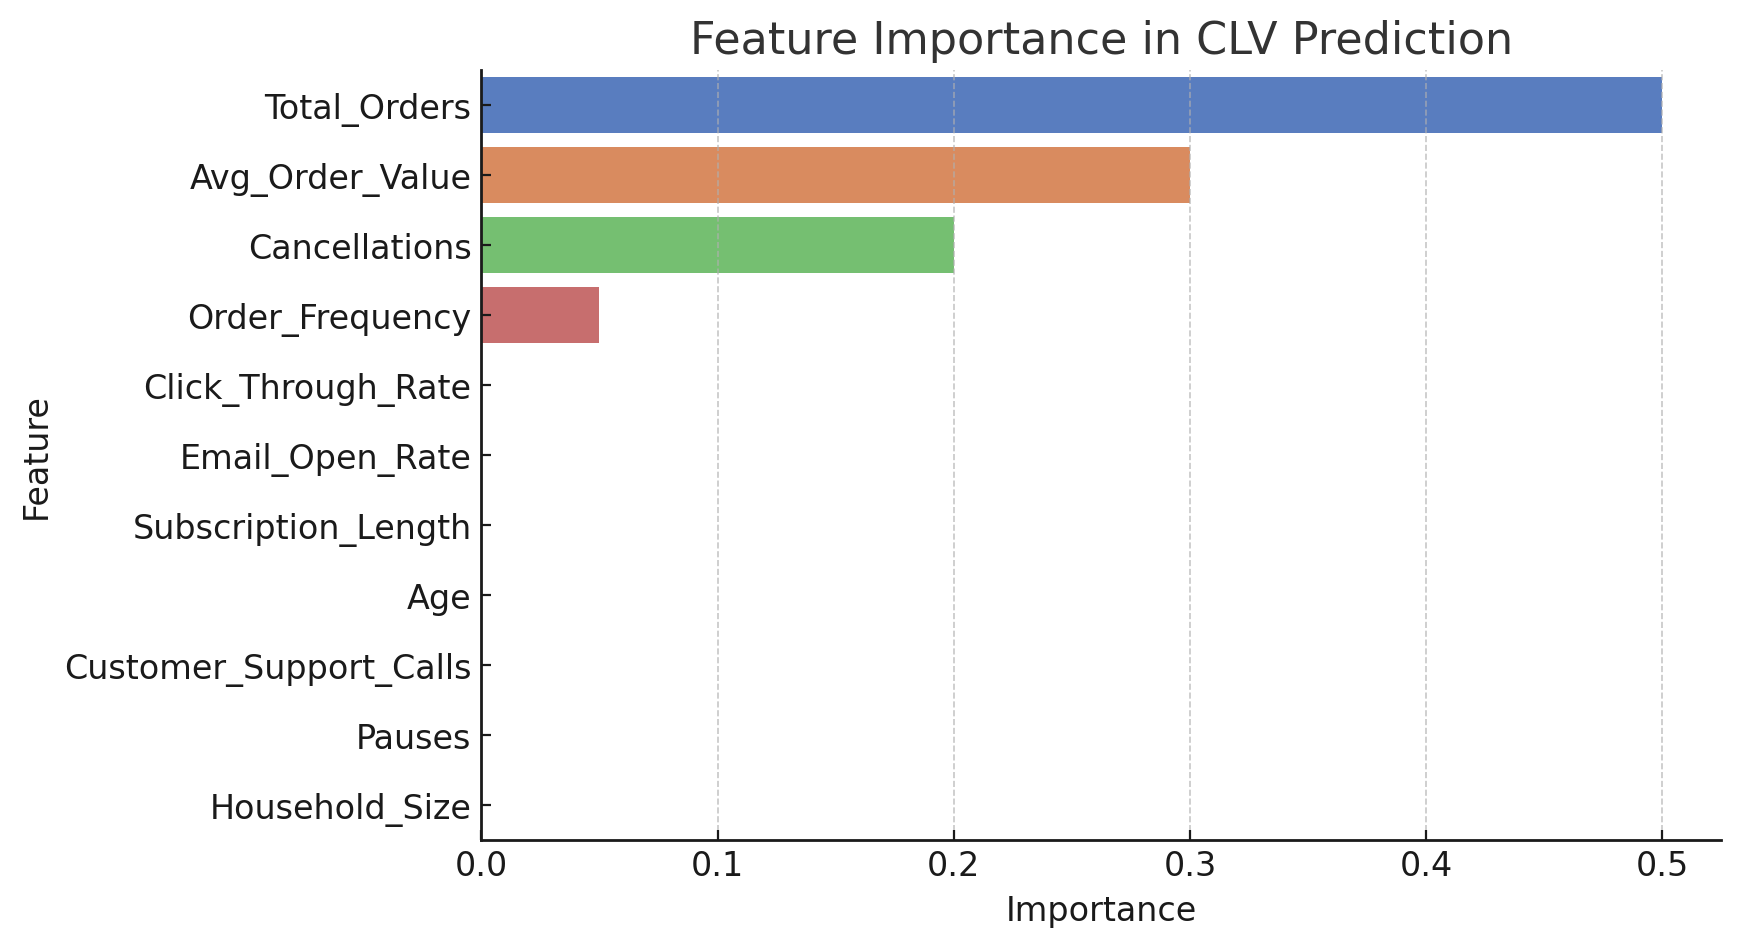 Feature Importance in CLV Prediction
Total_Orders
Avg_Order_Value
Cancellations
Order_Frequency
Click_Through_Rate
Email_Open_Rate
Subscription_Length
Age
Customer_Support_Calls
Pauses
Household_Size
Feature
0.0 0.1 0.2 0.3 0.4 0.5
Importance